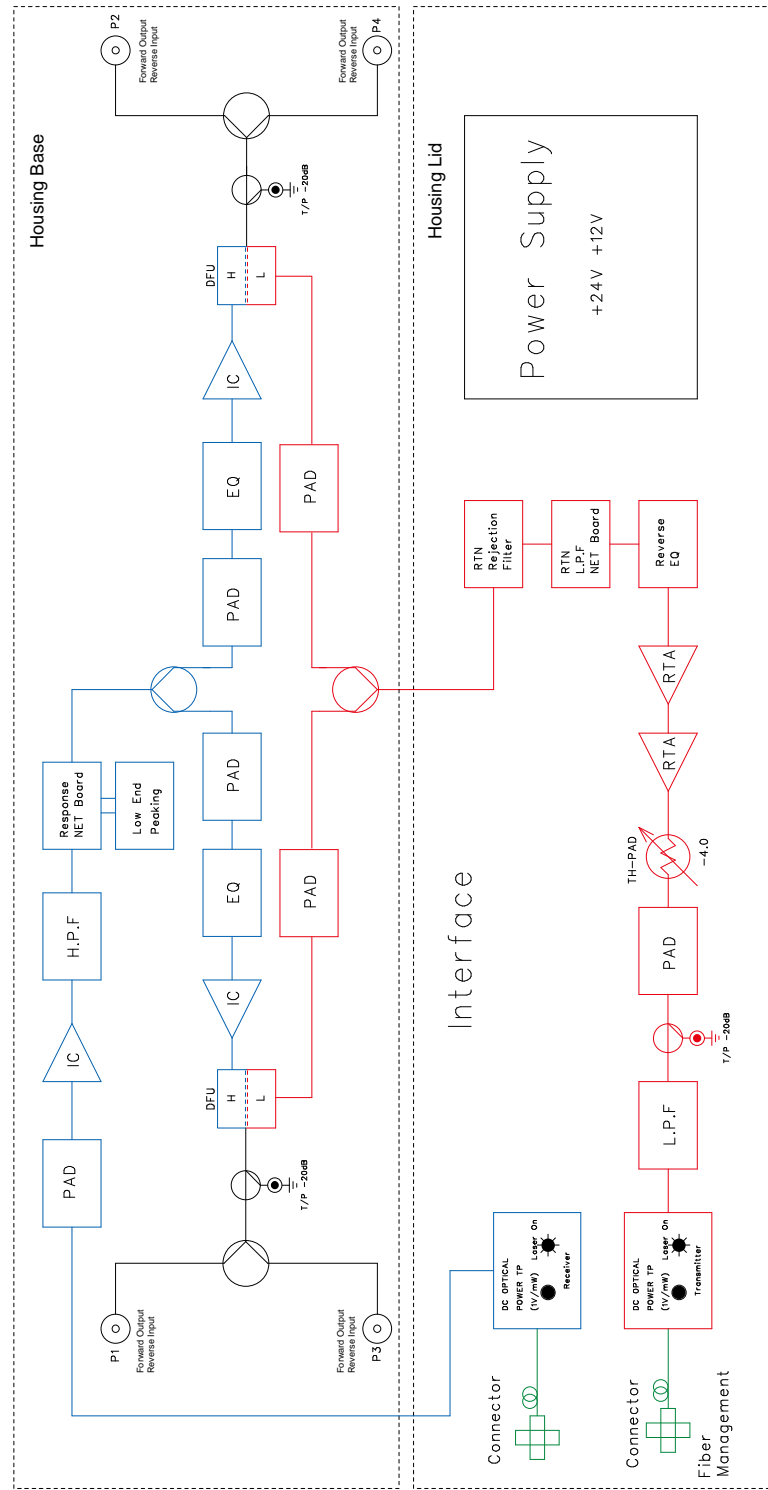 Housing Base
P1
Forward Output
Reverse Input
P2
Forward Output
Reverse Input
PAD
IC
H.P.F
Response
NET Board
Low End
Peaking
DFU
H
L
IC
EQ
PAD
PAD
EQ
IC
DFU
H
L
T/P -20dB
T/P -20dB
PAD
PAD
P3
Forward Output
Reverse Input
P4
Forward Output
Reverse Input
Housing Lid
Interface
Power Supply
+24V +12V
Connector
DC OPTICAL
POWER TP
(1V/mW)
Laser On
Receiver
RTN
Rejection
Filter
RTN
L.P.F
NET Board
Reverse
EQ
Connector
Fiber
Management
DC OPTICAL
POWER TP
(1V/mW)
Laser On
Transmitter
L.P.F
T/P -20dB
PAD
TH-PAD
-4.0
RTA
RTA